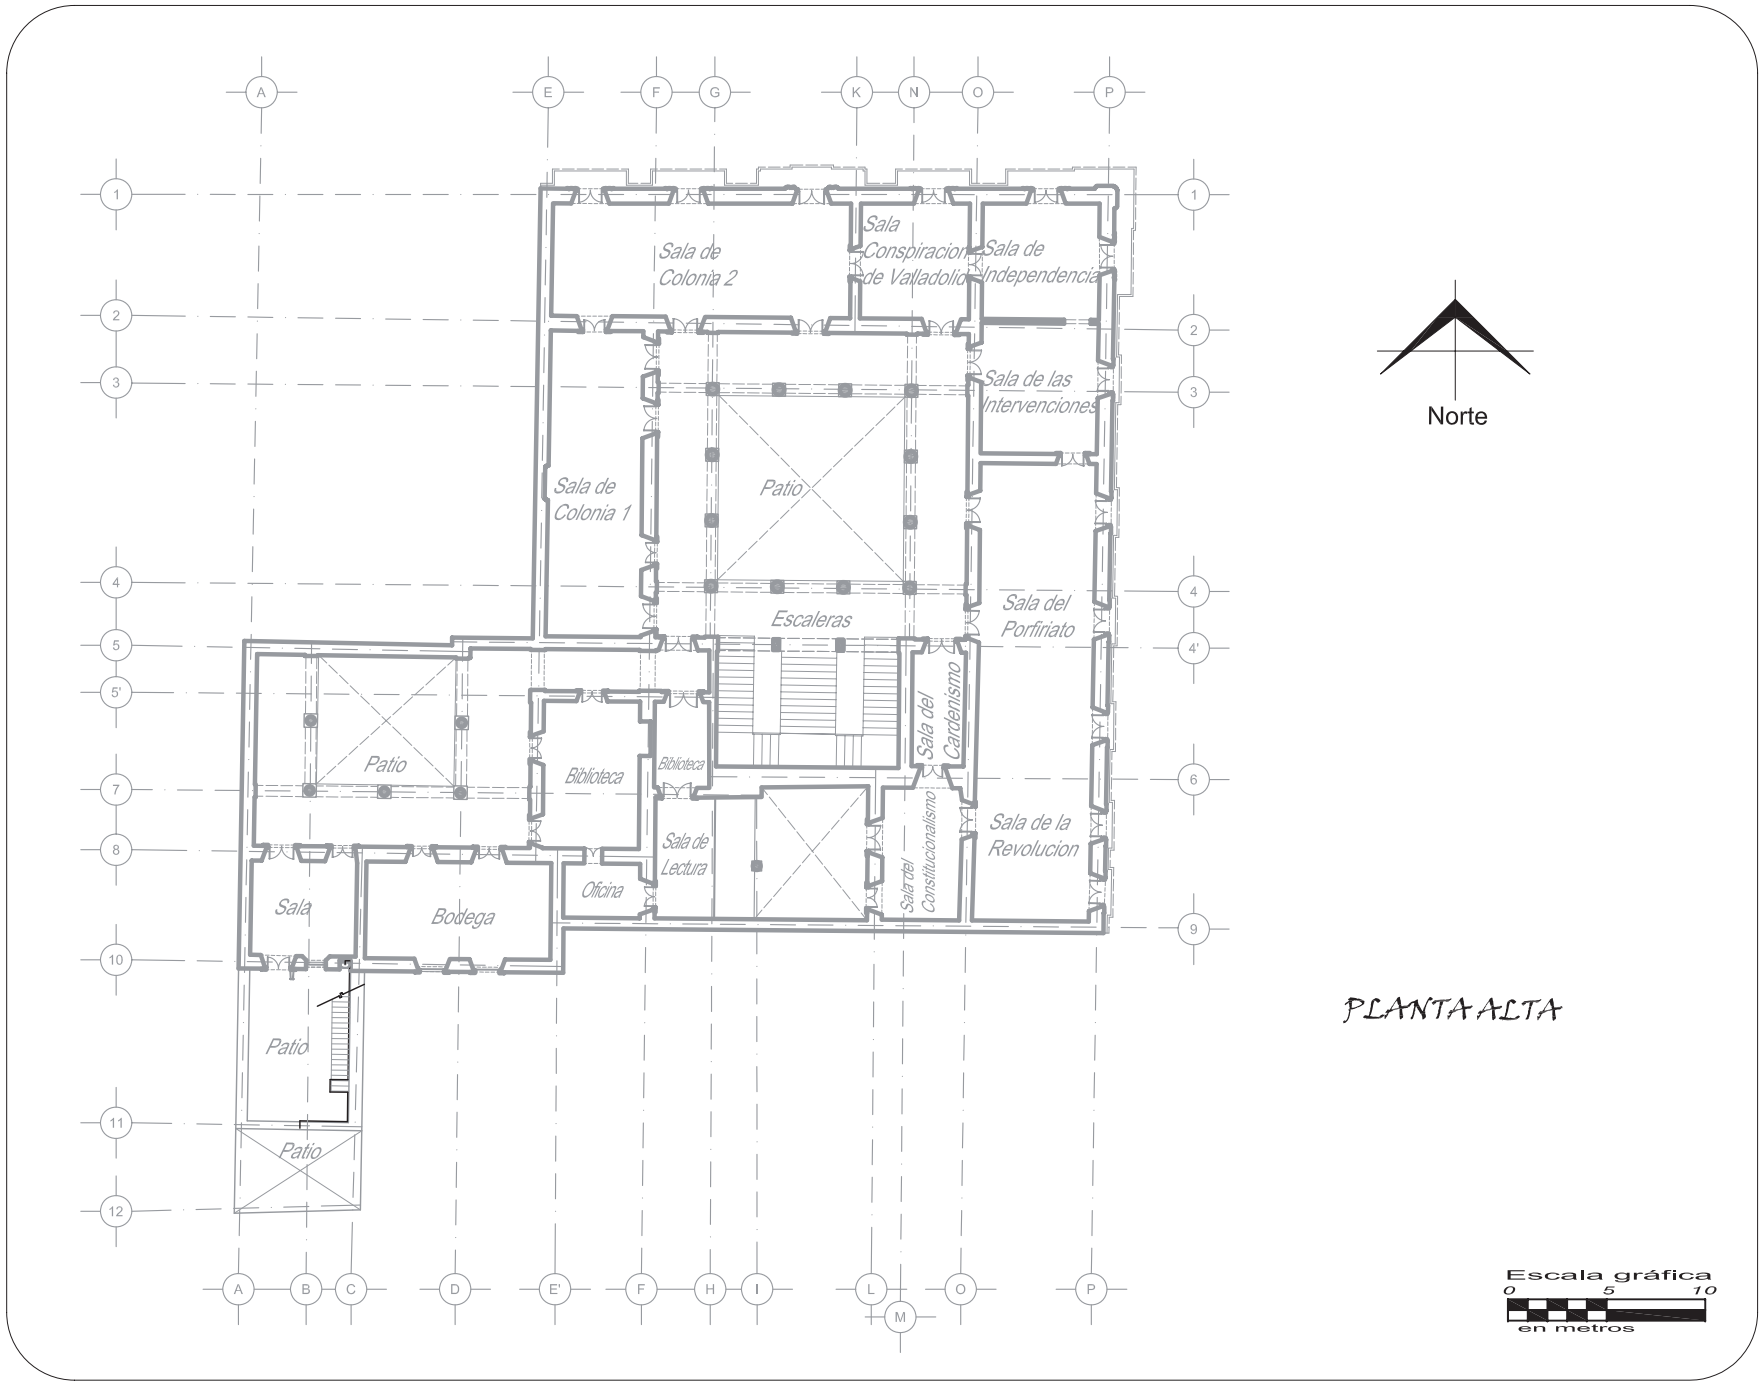 A E F G K N O P
1 1
Sala
Conspiracion
de Valladolid
Sala de
Colonia 2
Sala de
Independencia
2 2
3 3
Sala de las
Intervenciones
Norte
Sala de
Colonia 1
Patio
4 4
Escaleras
Sala del
Porfiriato
5 4'
5'
Sala del
Cardenismo
Patio
Biblioteca
Biblioteca
6
7
Sala de la
Revolucion
Sala de
Lectura
Sala del
Constitucionalismo
8
Oficina
Sala
Bodega
9
10
PLANTA ALTA
Patio
11
Patio
12
A B C D E' F H I L M O P
Escala gráfica
0 5 10
en metros